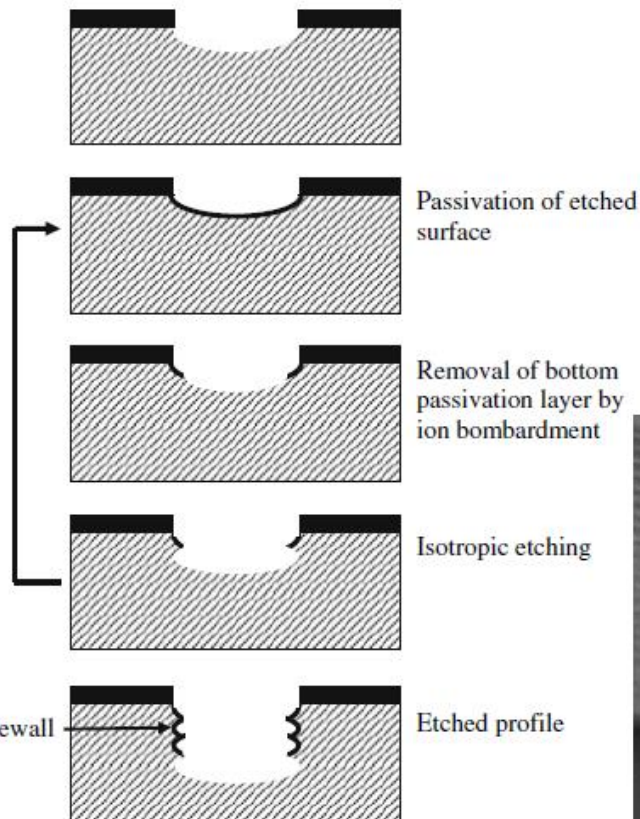 Passivation of etched
surface
Removal of bottom
passivation layer by
ion bombardment
Isotropic etching
ewall
Etched profile